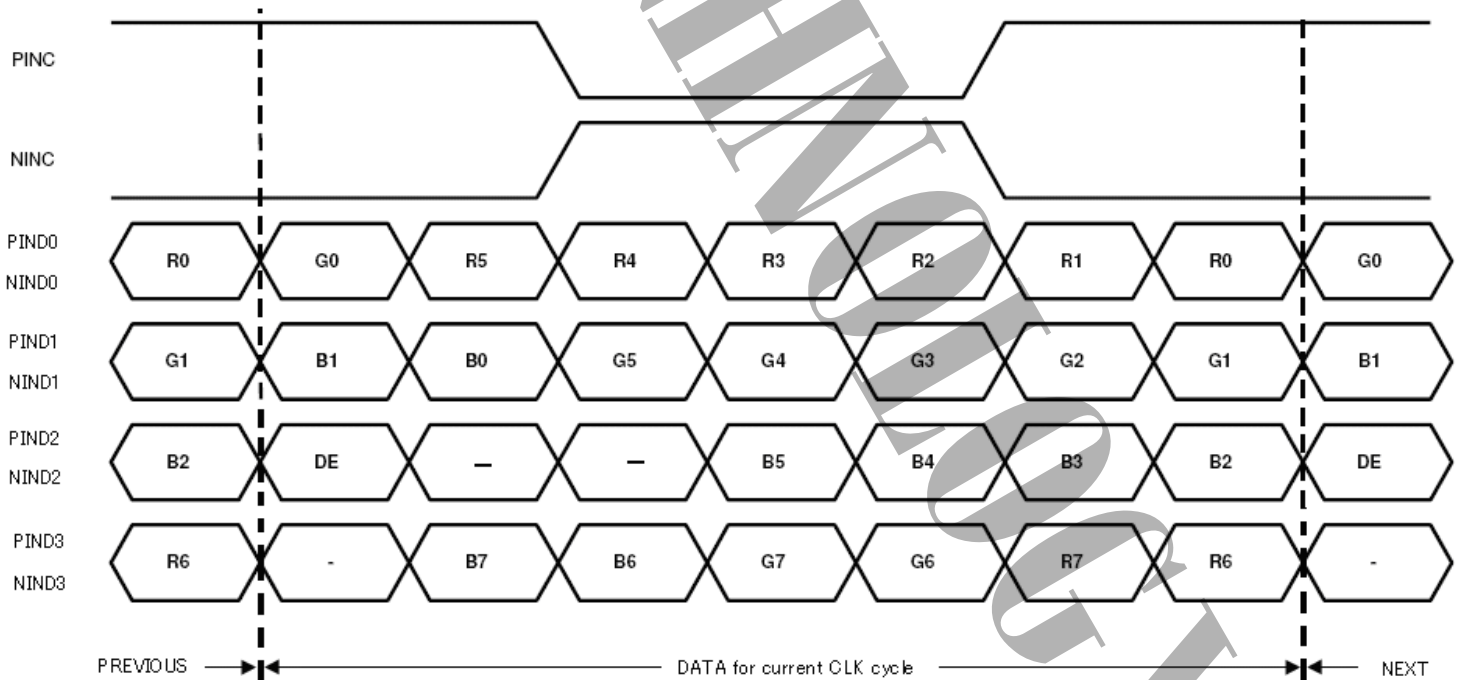 PINC
NINC
PIND0
NIND0
R0 G0 R5 R4 R3 R2 R1 R0 G0
PIND1
NIND1
G1 B1 B0 G5 G4 G3 G2 G1 B1
PIND2
NIND2
B2 DE — — B5 B4 B3 B2 DE
PIND3
NIND3
R6 - B7 B6 G7 G6 R7 R6 -
PREVIOUS DATA for current CLK cycle NEXT
HNOLOGY